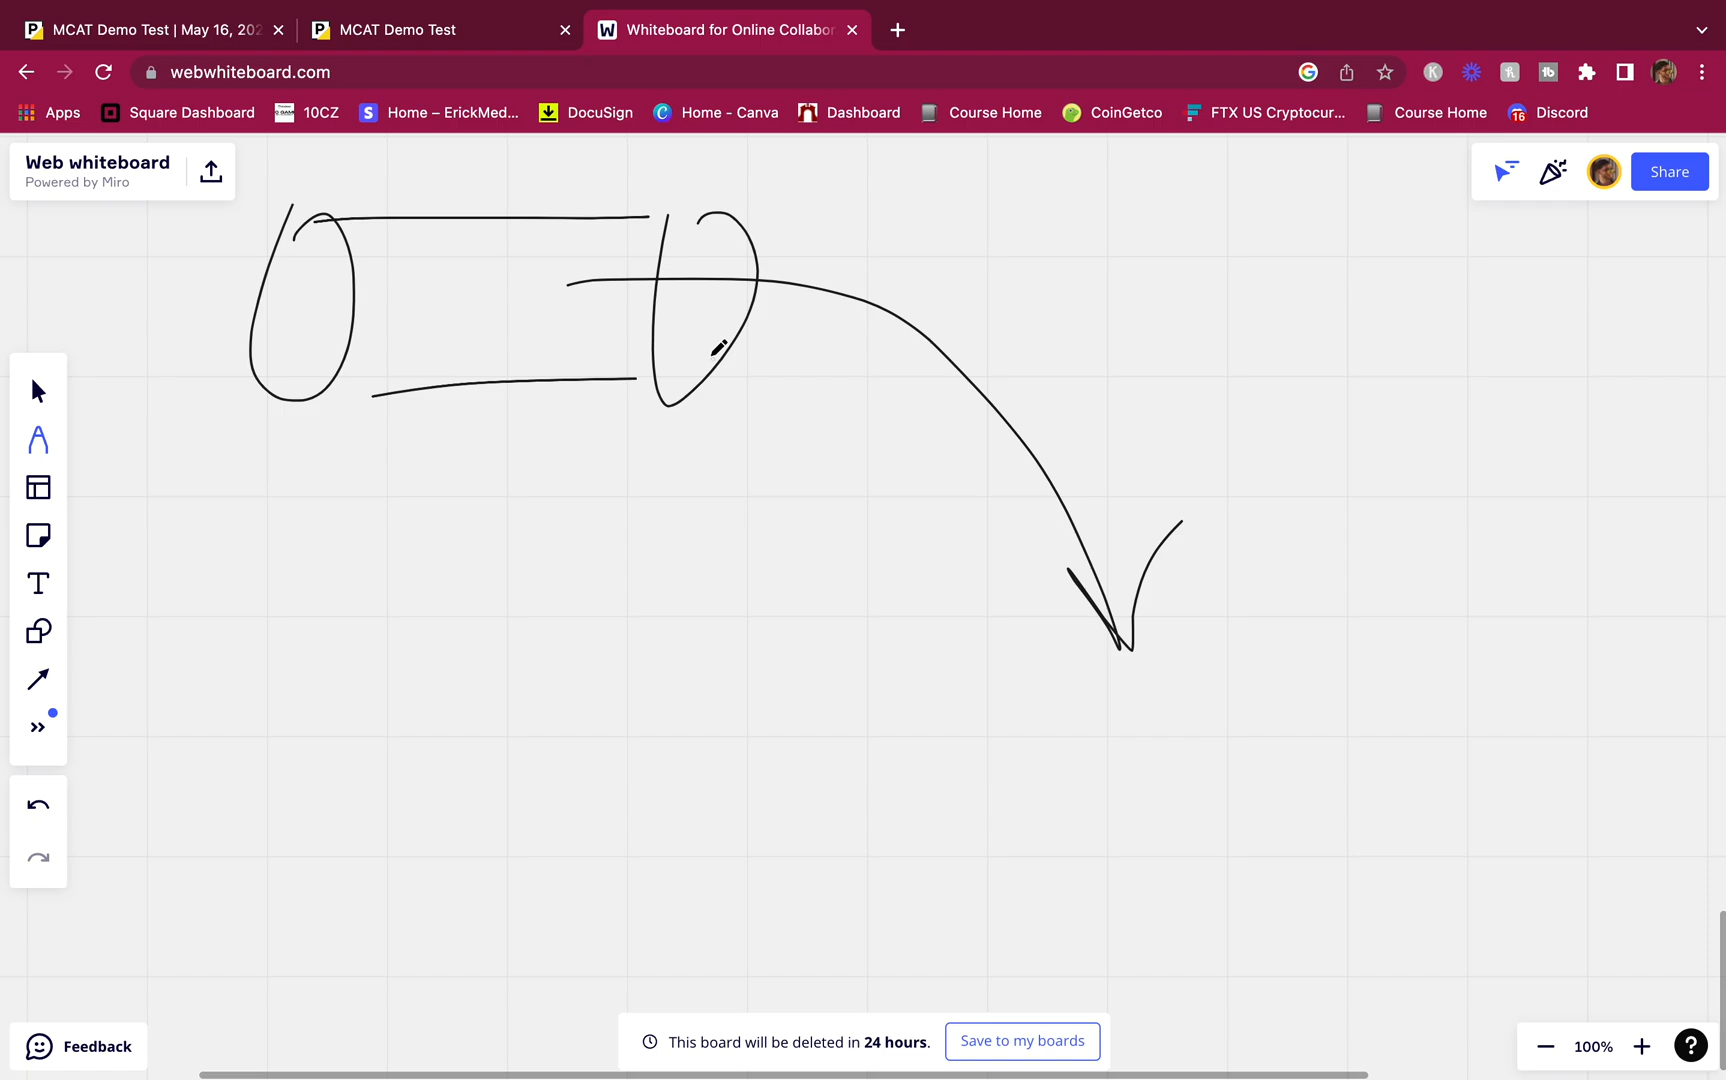 MCAT Demo Test | May 16, 202
MCAT Demo Test
Whiteboard for Online Collabor
webwhiteboard.com
Apps
Square Dashboard
10CZ
Home – ErickMed...
DocuSign
Home - Canva
Dashboard
Course Home
CoinGetco
FTX US Cryptocur...
Course Home
16
Discord
Web whiteboard
Powered by Miro
Share
Feedback
This board will be deleted in 24 hours.
Save to my boards
100%